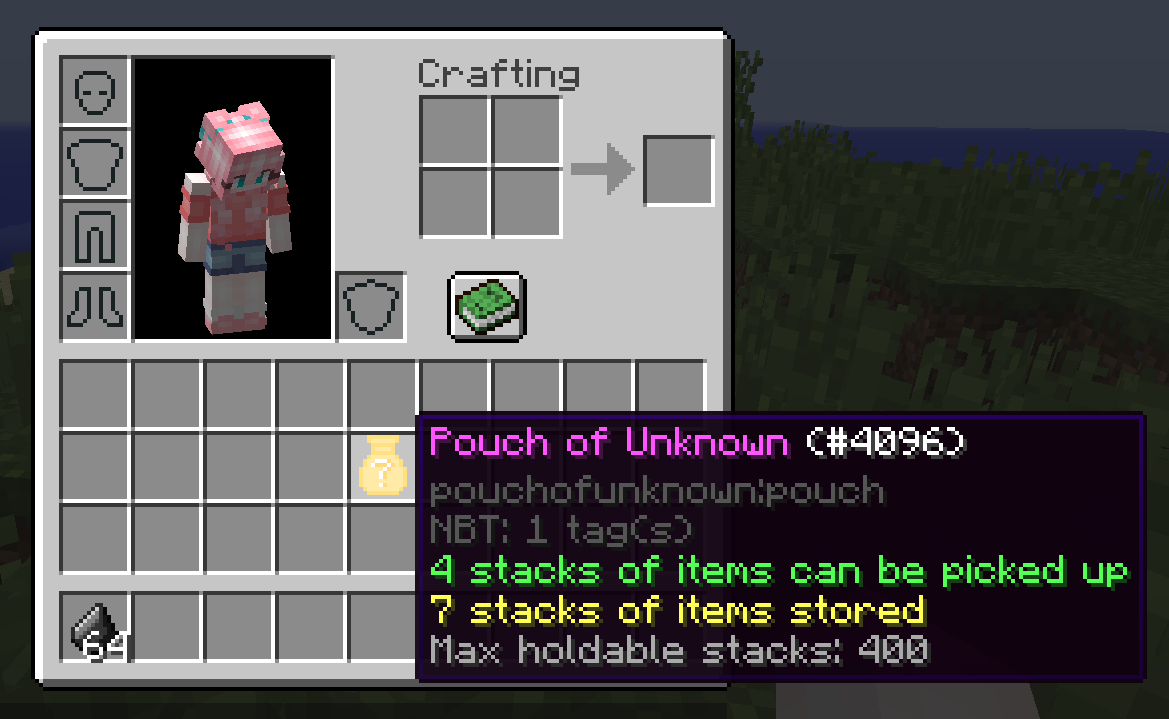 Crafting
Pouch of Unknown (#4096)
pouchofunknown:pouch
NBT: 1 tag(s)
4 stacks of items can be picked up
7 stacks of items stored
Max holdable stacks: 400
?
64